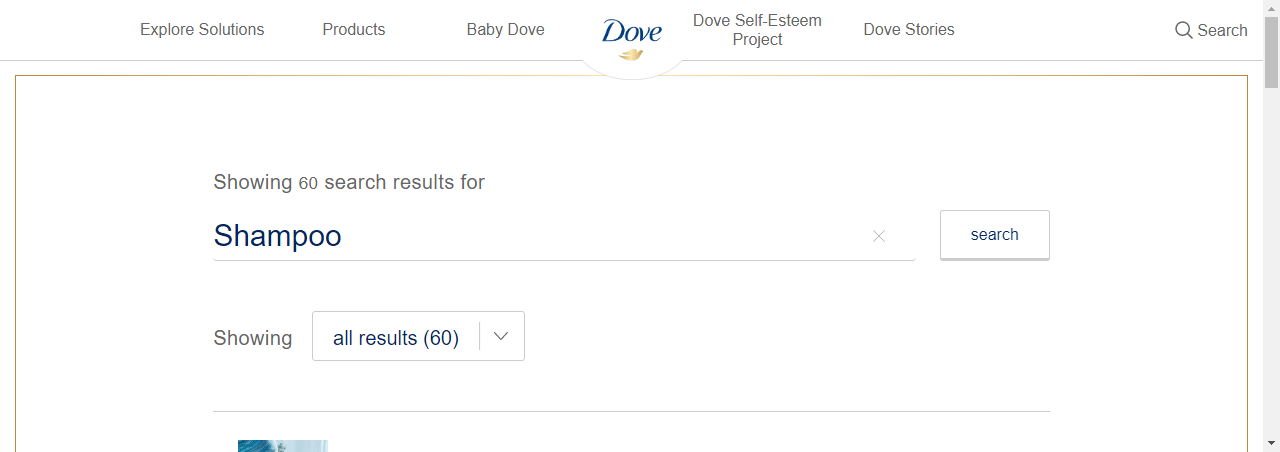 Explore Solutions
Products
Baby Dove
Dove
Dove Self-Esteem
Project
Dove Stories
Search
Showing 60 search results for
Shampoo
search
Showing
all results (60)